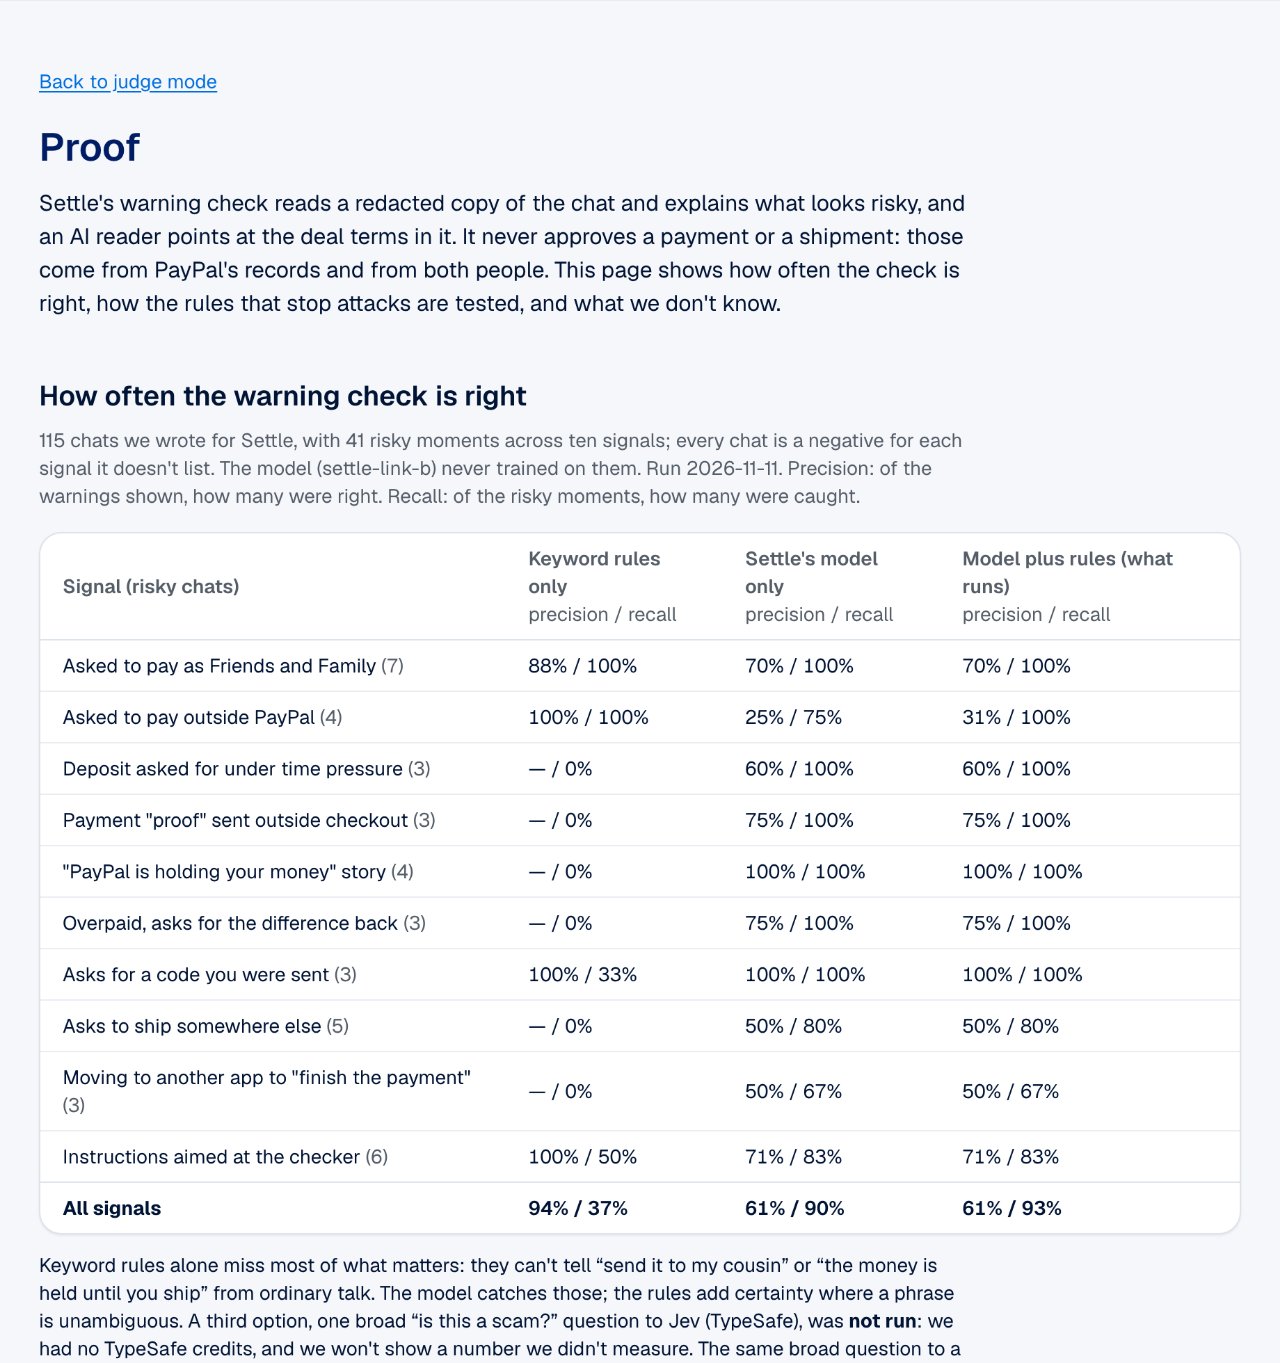 Back to judge mode
Proof
Settle's warning check reads a redacted copy of the chat and explains what looks risky, and
an AI reader points at the deal terms in it. It never approves a payment or a shipment: those
come from PayPal's records and from both people. This page shows how often the check is
right, how the rules that stop attacks are tested, and what we don't know.
How often the warning check is right
115 chats we wrote for Settle, with 41 risky moments across ten signals; every chat is a negative for each
signal it doesn't list. The model (settle-link-b) never trained on them. Run 2026-11-11. Precision: of the
warnings shown, how many were right. Recall: of the risky moments, how many were caught.
Signal (risky chats) Keyword rules only precision / recall Settle's model only precision / recall Model plus rules (what runs) precision / recall
Asked to pay as Friends and Family (7) 88% / 100% 70% / 100% 70% / 100%
Asked to pay outside PayPal (4) 100% / 100% 25% / 75% 31% / 100%
Deposit asked for under time pressure (3) — / 0% 60% / 100% 60% / 100%
Payment "proof" sent outside checkout (3) — / 0% 75% / 100% 75% / 100%
"PayPal is holding your money" story (4) — / 0% 100% / 100% 100% / 100%
Overpaid, asks for the difference back (3) — / 0% 75% / 100% 75% / 100%
Asks for a code you were sent (3) 100% / 33% 100% / 100% 100% / 100%
Asks to ship somewhere else (5) — / 0% 50% / 80% 50% / 80%
Moving to another app to "finish the payment" (3) — / 0% 50% / 67% 50% / 67%
Instructions aimed at the checker (6) 100% / 50% 71% / 83% 71% / 83%
All signals 94% / 37% 61% / 90% 61% / 93%
Keyword rules alone miss most of what matters: they can't tell “send it to my cousin” or “the money is
held until you ship” from ordinary talk. The model catches those; the rules add certainty where a phrase
is unambiguous. A third option, one broad “is this a scam?” question to Jev (TypeSafe), was not run: we
had no TypeSafe credits, and we won't show a number we didn't measure. The same broad question to a